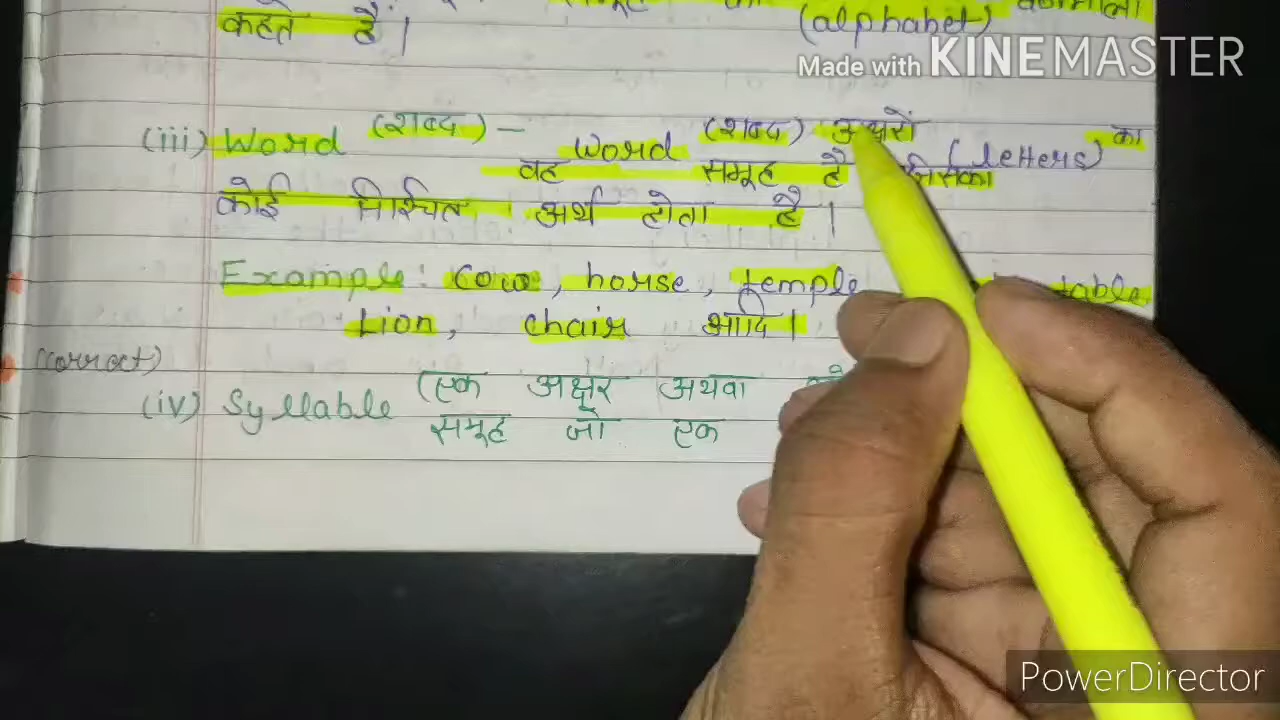 कहते हैं।
(alphabet)
Made with KINEMASTER
(iii) Word (शब्द) – word (शब्द) अक्षरों (letters) का
वह समूह है जिसका
कोई निश्चित अर्थ होता है।
Example: cow, horse, temple table
Lion, chair आदि।
(correct)
(iv) Syllable (एक अक्षर अथवा
समूह जो एक
PowerDirector